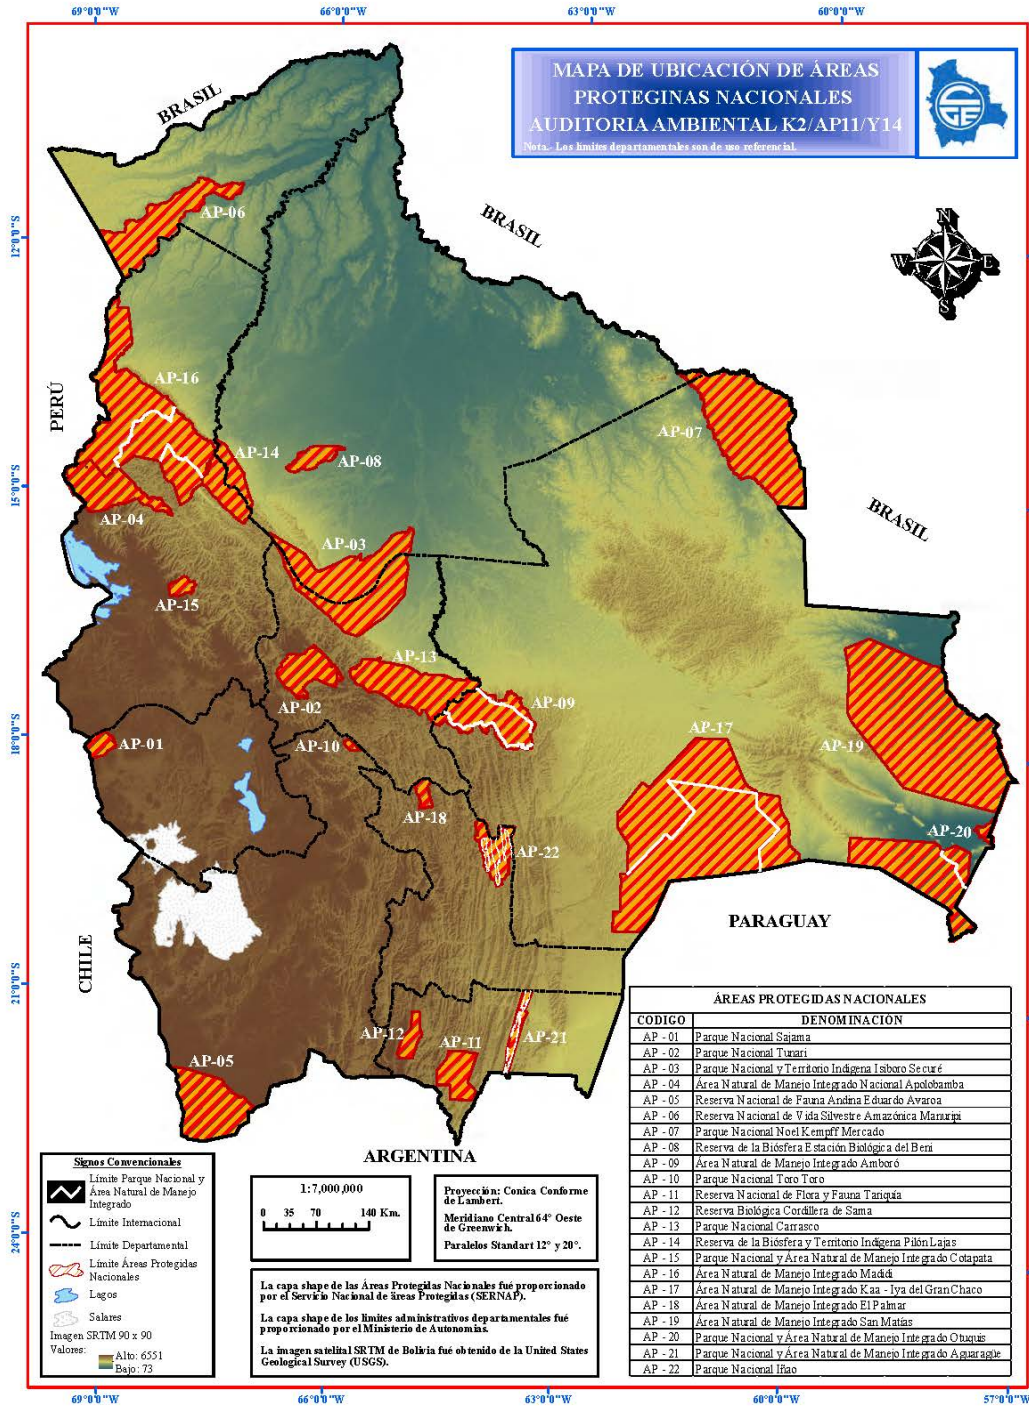 69°0'0"W 66°0'0"W 63°0'0"W 60°0'0"W
MAPA DE UBICACIÓN DE ÁREAS
PROTEGINAS NACIONALES
AUDITORIA AMBIENTAL K2/AP11/Y14
Nota.- Los limites departamentales son de uso referencial.
BRASIL
BRASIL
BRASIL
PERÚ
CHILE
PARAGUAY
ARGENTINA
N
W E
S
12°0'0"S
15°0'0"S
18°0'0"S
21°0'0"S
24°0'0"S
AP-06
AP-16
AP-07
AP-14
AP-08
AP-04
AP-03
AP-15
AP-13
AP-02
AP-09
AP-01
AP-10
AP-17
AP-19
AP-18
AP-20
AP-22
AP-12
AP-11
AP-21
AP-05
ÁREAS PROTEGIDAS NACIONALES
CODIGO DENOMINACIÓN
AP - 01 Parque Nacional Sajama
AP - 02 Parque Nacional Tunari
AP - 03 Parque Nacional y Territorio Indígena Isiboro Securé
AP - 04 Área Natural de Manejo Integrado Nacional Apolobamba
AP - 05 Reserva Nacional de Fauna Andina Eduardo Avaroa
AP - 06 Reserva Nacional de Vida Silvestre Amazónica Manuripi
AP - 07 Parque Nacional Noel Kempff Mercado
AP - 08 Reserva de la Biósfera Estación Biológica del Beni
AP - 09 Área Natural de Manejo Integrado Amboró
AP - 10 Parque Nacional Toro Toro
AP - 11 Reserva Nacional de Flora y Fauna Tariquía
AP - 12 Reserva Biológica Cordillera de Sama
AP - 13 Parque Nacional Carrasco
AP - 14 Reserva de la Biósfera y Territorio Indígena Pilón Lajas
AP - 15 Parque Nacional y Área Natural de Manejo Integrado Cotapata
AP - 16 Área Natural de Manejo Integrado Madidi
AP - 17 Área Natural de Manejo Integrado Kaa - Iya del Gran Chaco
AP - 18 Área Natural de Manejo Integrado El Palmar
AP - 19 Área Natural de Manejo Integrado San Matías
AP - 20 Parque Nacional y Área Natural de Manejo Integrado Otuquis
AP - 21 Parque Nacional y Área Natural de Manejo Integrado Aguaragüe
AP - 22 Parque Nacional Iñao
Signos Convencionales
Límite Parque Nacional y
Área Natural de Manejo
Integrado
Límite Internacional
Límite Departamental
Límite Áreas Protegidas
Nacionales
Lagos
Salares
Imagen SRTM 90 x 90
Valores:
Alto: 6551
Bajo: 73
1:7,000,000
0 35 70 140 Km.
Proyección: Conica Conforme
de Lambert.
Meridiano Central 64° Oeste
de Greenwich.
Paralelos Standart 12° y 20°.
La capa shape de las Áreas Protegidas Nacionales fué proporcionado
por el Servicio Nacional de áreas Protegidas (SERNAP).
La capa shape de los limites administrativos departamentales fué
proporcionado por el Ministerio de Autonomias.
La imagen satelital SRTM de Bolivia fué obtenido de la United States
Geological Survey (USGS).
69°0'0"W 66°0'0"W 63°0'0"W 60°0'0"W 57°0'0"W